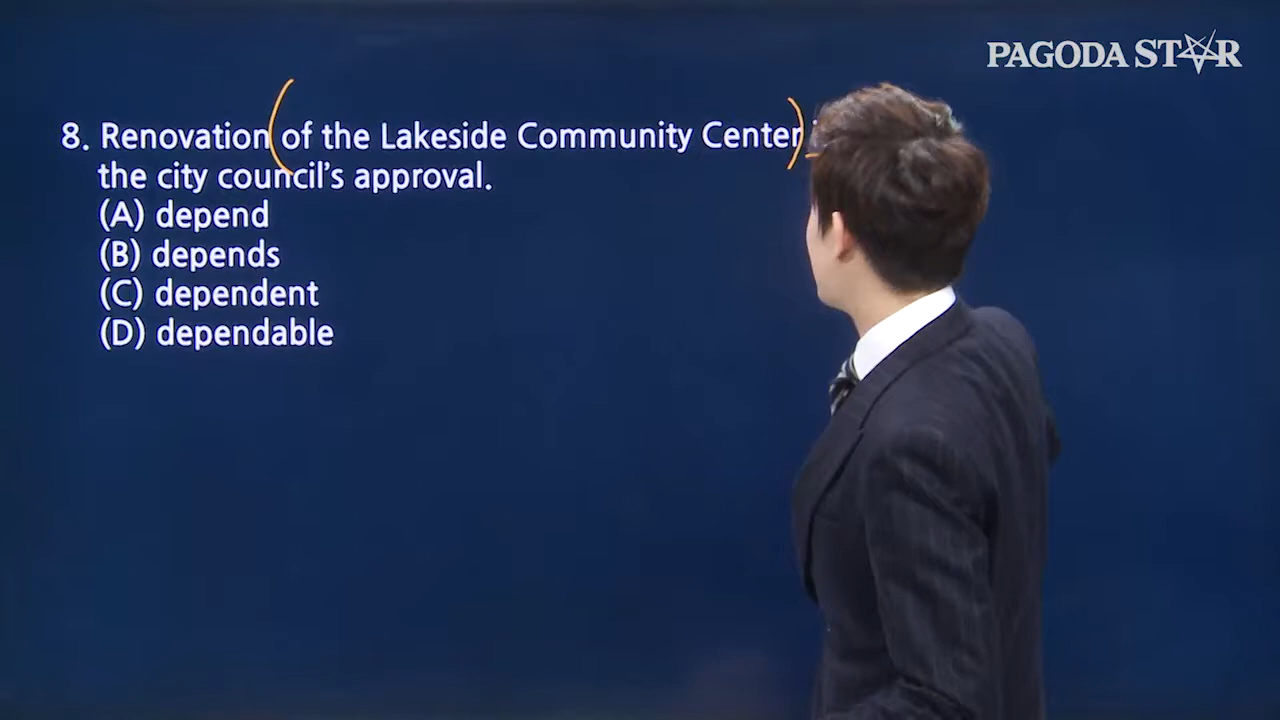 PAGODA STAR
8. Renovation of the Lakeside Community Center
the city council's approval.
(A) depend
(B) depends
(C) dependent
(D) dependable